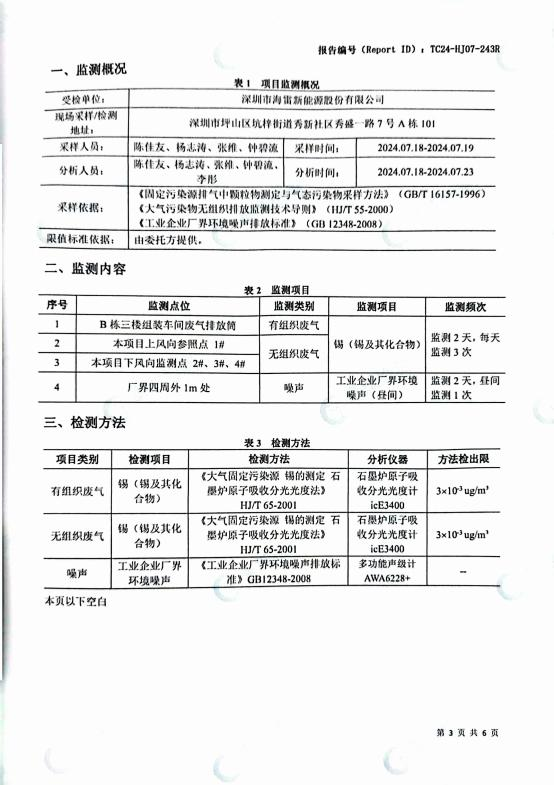 报告编号（Report ID）：TC24-HJ07-243R
一、监测概况
表 1 项目监测概况
受检单位： 深圳市海雷新能源股份有限公司
现场采样/检测
地址： 深圳市坪山区坑梓街道秀新社区秀盛一路 7 号 A 栋 101
采样人员： 陈佳友、杨志涛、张维、钟碧流 采样时间： 2024.07.18-2024.07.19
分析人员： 陈佳友、杨志涛、张维、钟碧流、
李彤 分析时间： 2024.07.18-2024.07.23
《固定污染源排气中颗粒物测定与气态污染物采样方法》（GB/T 16157-1996）
采样依据： 《大气污染物无组织排放监测技术导则》（HJ/T 55-2000）
《工业企业厂界环境噪声排放标准》（GB 12348-2008）
限值标准依据： 由委托方提供。
二、监测内容
表 2 监测项目
序号 监测点位 监测类别 监测项目 监测频次
1 B 栋三楼组装车间废气排放筒 有组织废气 锡（锡及其化合物） 监测 2 天，每天
监测 3 次
2 本项目上风向参照点 1# 无组织废气
3 本项目下风向监测点 2#、3#、4#
4 厂界四周外 1m 处 噪声 工业企业厂界环境
噪声（昼间） 监测 2 天，昼间
监测 1 次
三、检测方法
表 3 检测方法
项目类别 检测项目 检测方法 分析仪器 方法检出限
有组织废气 锡（锡及其化
合物） 《大气固定污染源 锡的测定 石
墨炉原子吸收分光光度法》
HJ/T 65-2001 石墨炉原子吸
收分光光度计
icE3400 3×10⁻³ ug/m³
无组织废气 锡（锡及其化
合物） 《大气固定污染源 锡的测定 石
墨炉原子吸收分光光度法》
HJ/T 65-2001 石墨炉原子吸
收分光光度计
icE3400 3×10⁻³ ug/m³
噪声 工业企业厂界
环境噪声 《工业企业厂界环境噪声排放标
准》GB12348-2008 多功能声级计
AWA6228+ --
本页以下空白
第 3 页 共 6 页